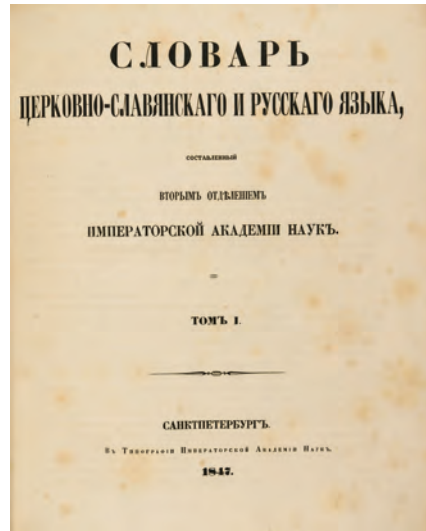 СЛОВАРЬ
ЦЕРКОВНО-СЛАВЯНСКАГО И РУССКАГО ЯЗЫКА,
СОСТАВЛЕННЫЙ
ВТОРЫМЪ ОТДѢЛЕНІЕМЪ
ИМПЕРАТОРСКОЙ АКАДЕМІИ НАУКЪ.
ТОМЪ I.
САНКТПЕТЕРБУРГЪ.
Въ Типографіи Императорской Академіи Наукъ.
1847.